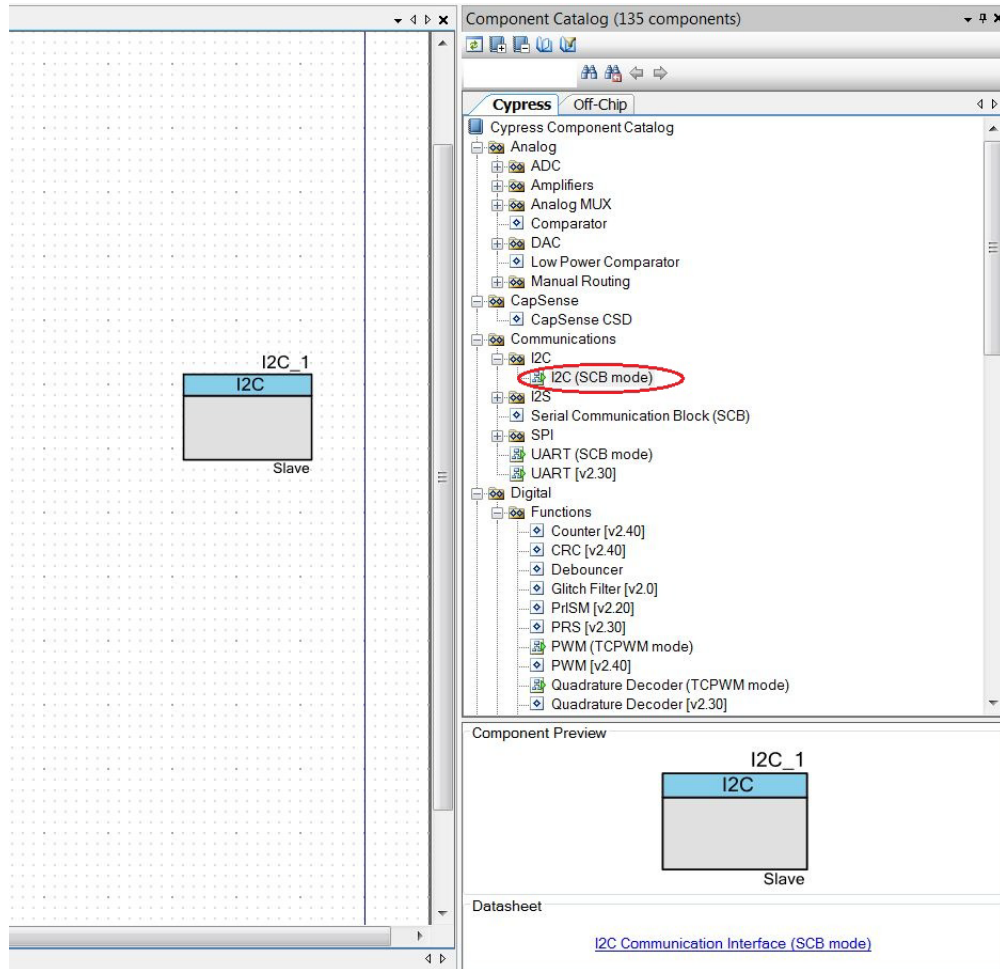 Component Catalog (135 components)
Cypress Off-Chip
Cypress Component Catalog
Analog
ADC
Amplifiers
Analog MUX
Comparator
DAC
Low Power Comparator
Manual Routing
CapSense
CapSense CSD
Communications
I2C
I2C (SCB mode)
I2S
Serial Communication Block (SCB)
SPI
UART (SCB mode)
UART [v2.30]
Digital
Functions
Counter [v2.40]
CRC [v2.40]
Debouncer
Glitch Filter [v2.0]
PrISM [v2.20]
PRS [v2.30]
PWM (TCPWM mode)
PWM [v2.40]
Quadrature Decoder (TCPWM mode)
Quadrature Decoder [v2.30]
I2C_1
I2C
Slave
Component Preview
I2C_1
I2C
Slave
Datasheet
I2C Communication Interface (SCB mode)